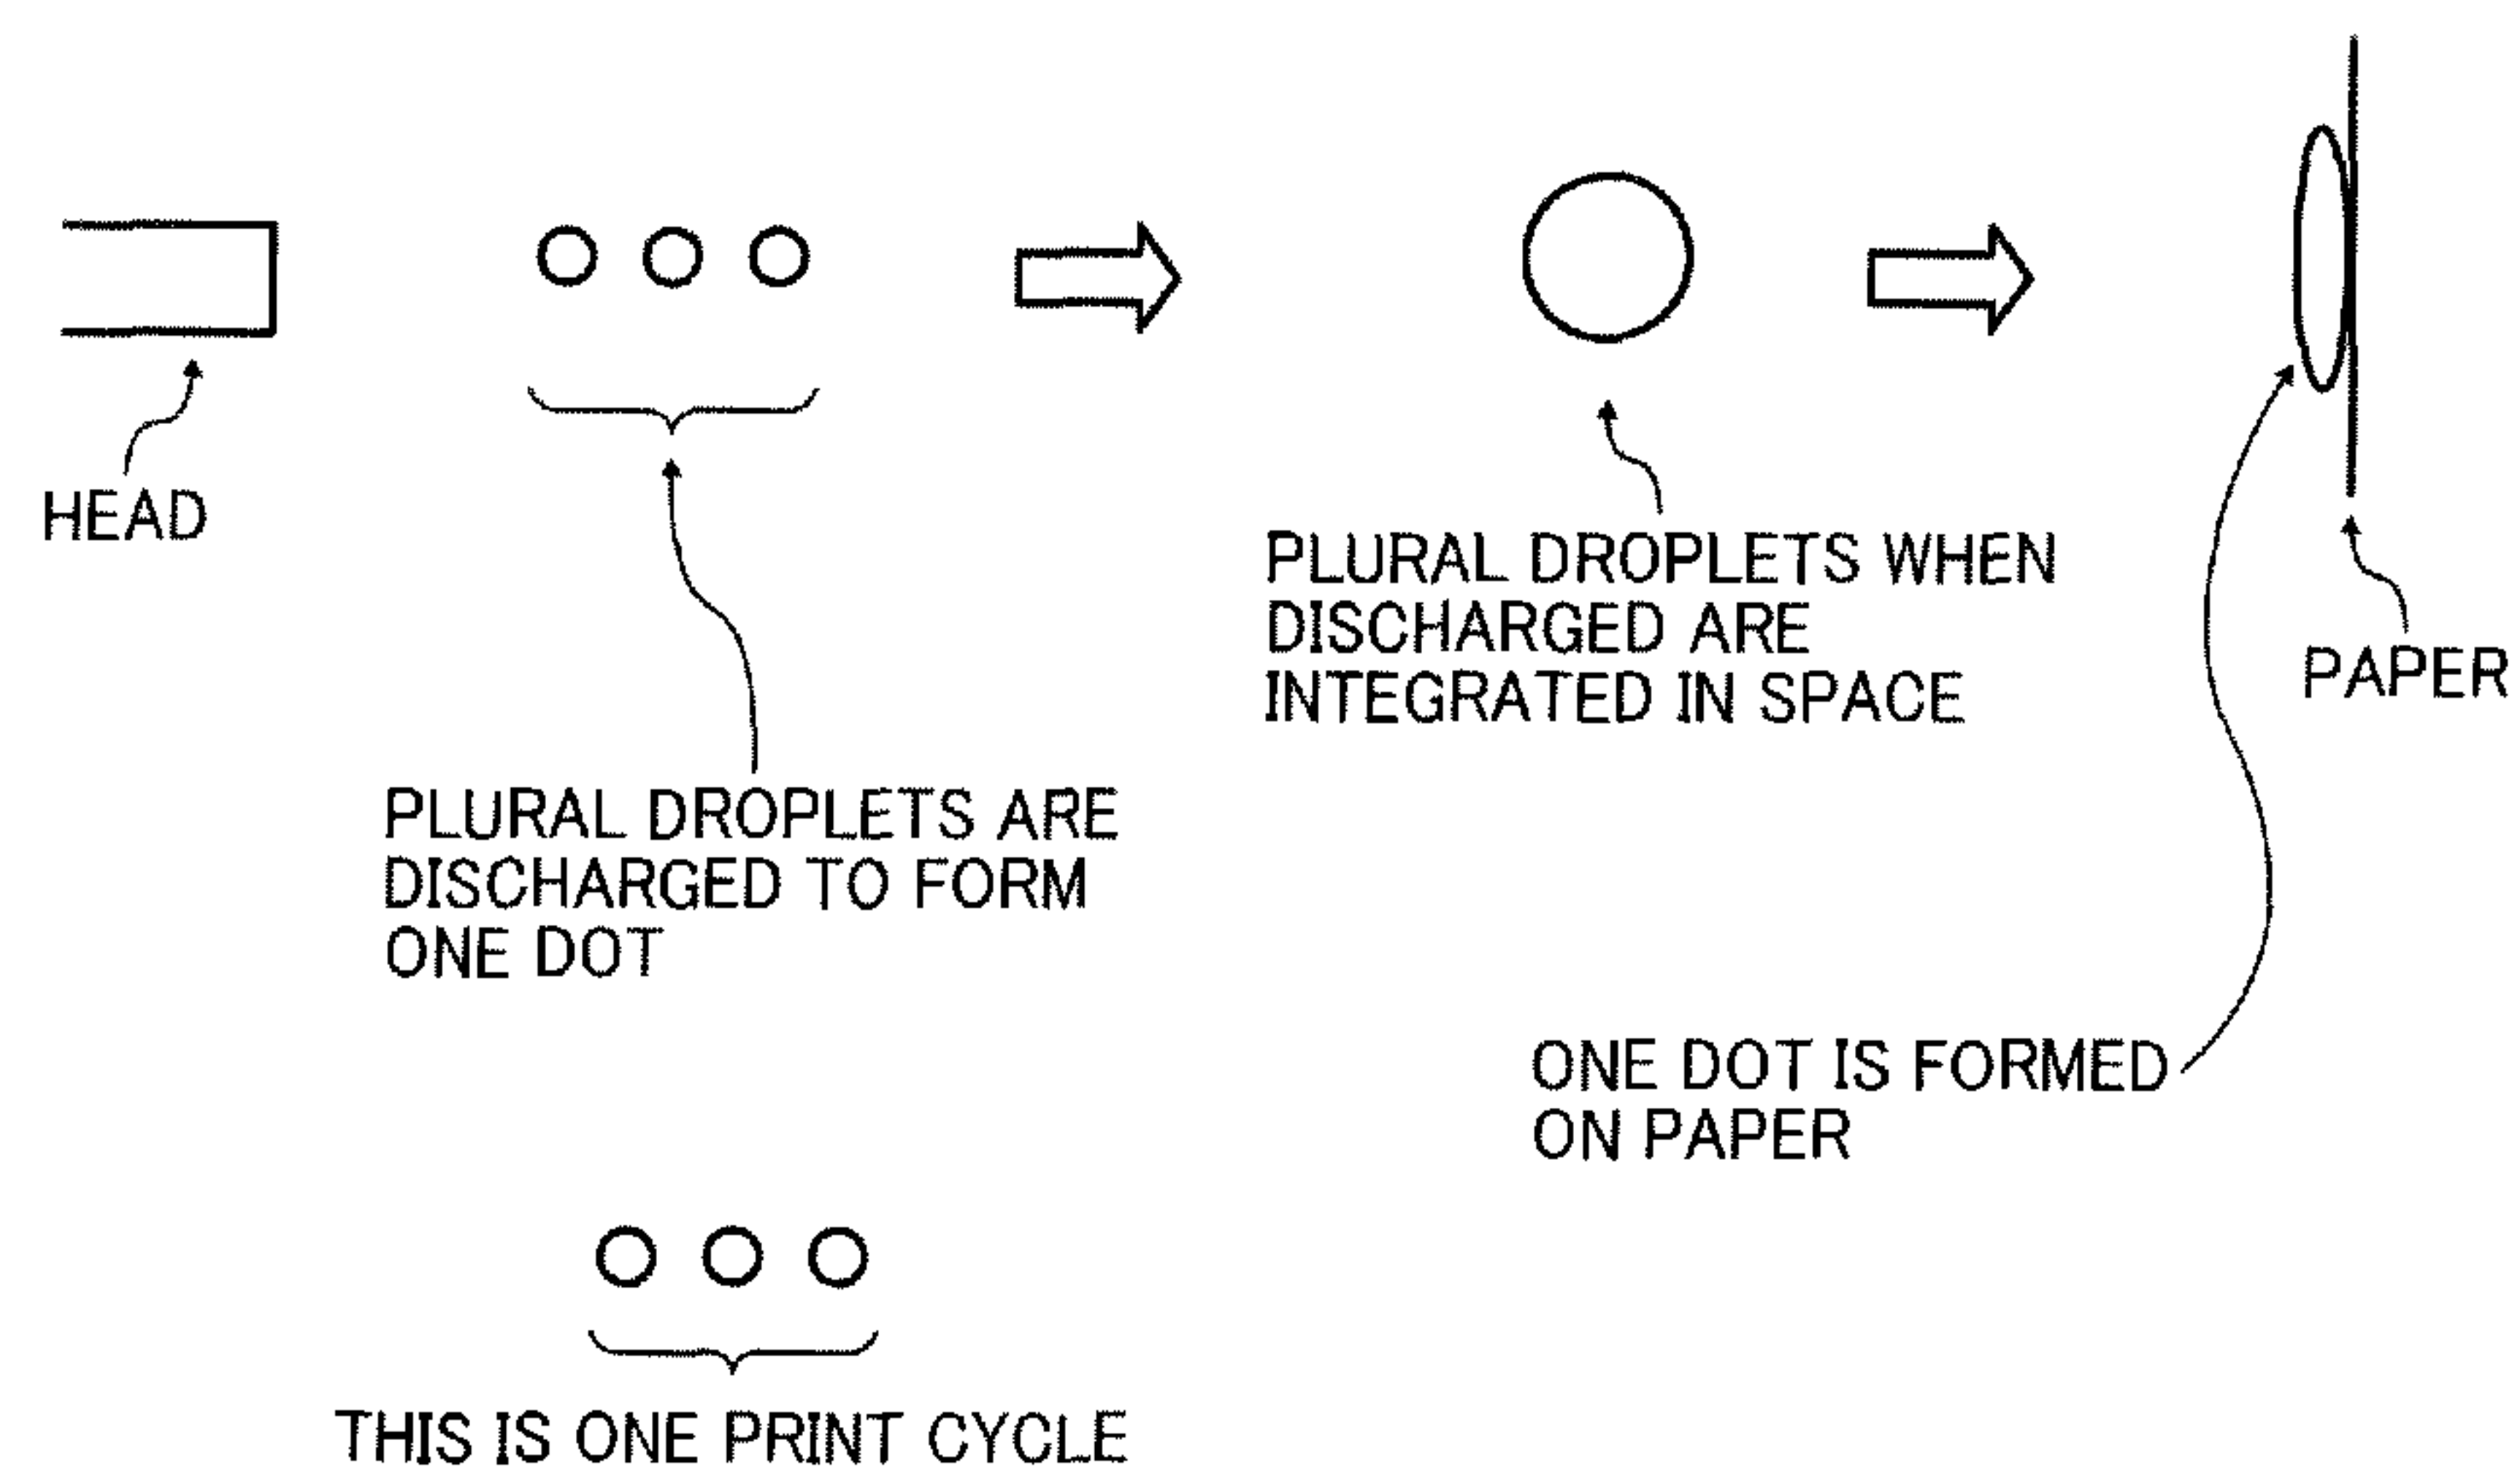 HEAD
PLURAL DROPLETS ARE
DISCHARGED TO FORM
ONE DOT
PLURAL DROPLETS WHEN
DISCHARGED ARE
INTEGRATED IN SPACE
PAPER
ONE DOT IS FORMED
ON PAPER
THIS IS ONE PRINT CYCLE